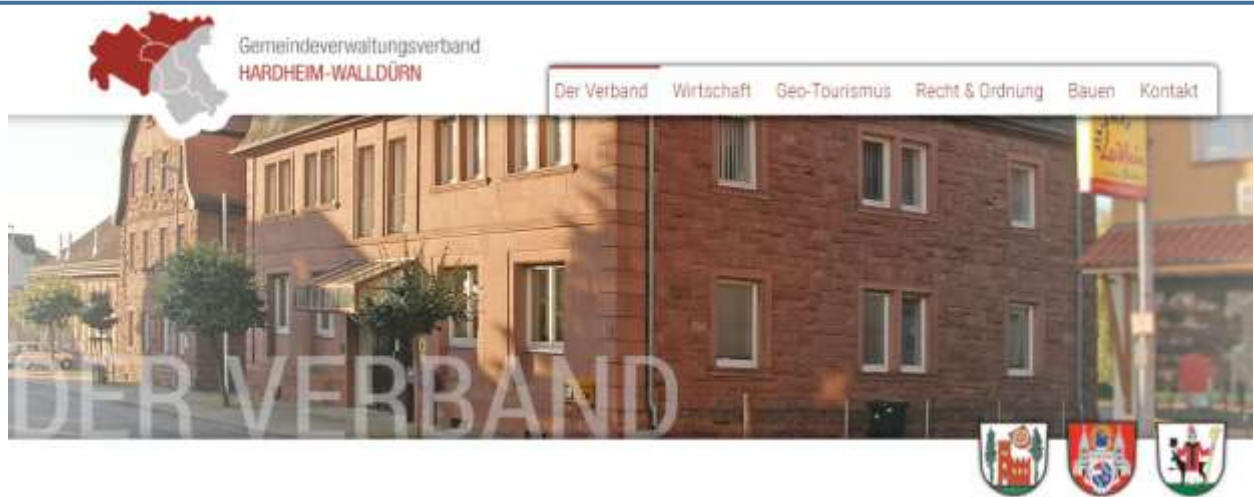 Gemeindeverwaltungsverband
HARDHEIM-WALLDÜRN
Der Verband Wirtschaft Geo-Tourismus Recht & Ordnung Bauen Kontakt
DER VERBAND